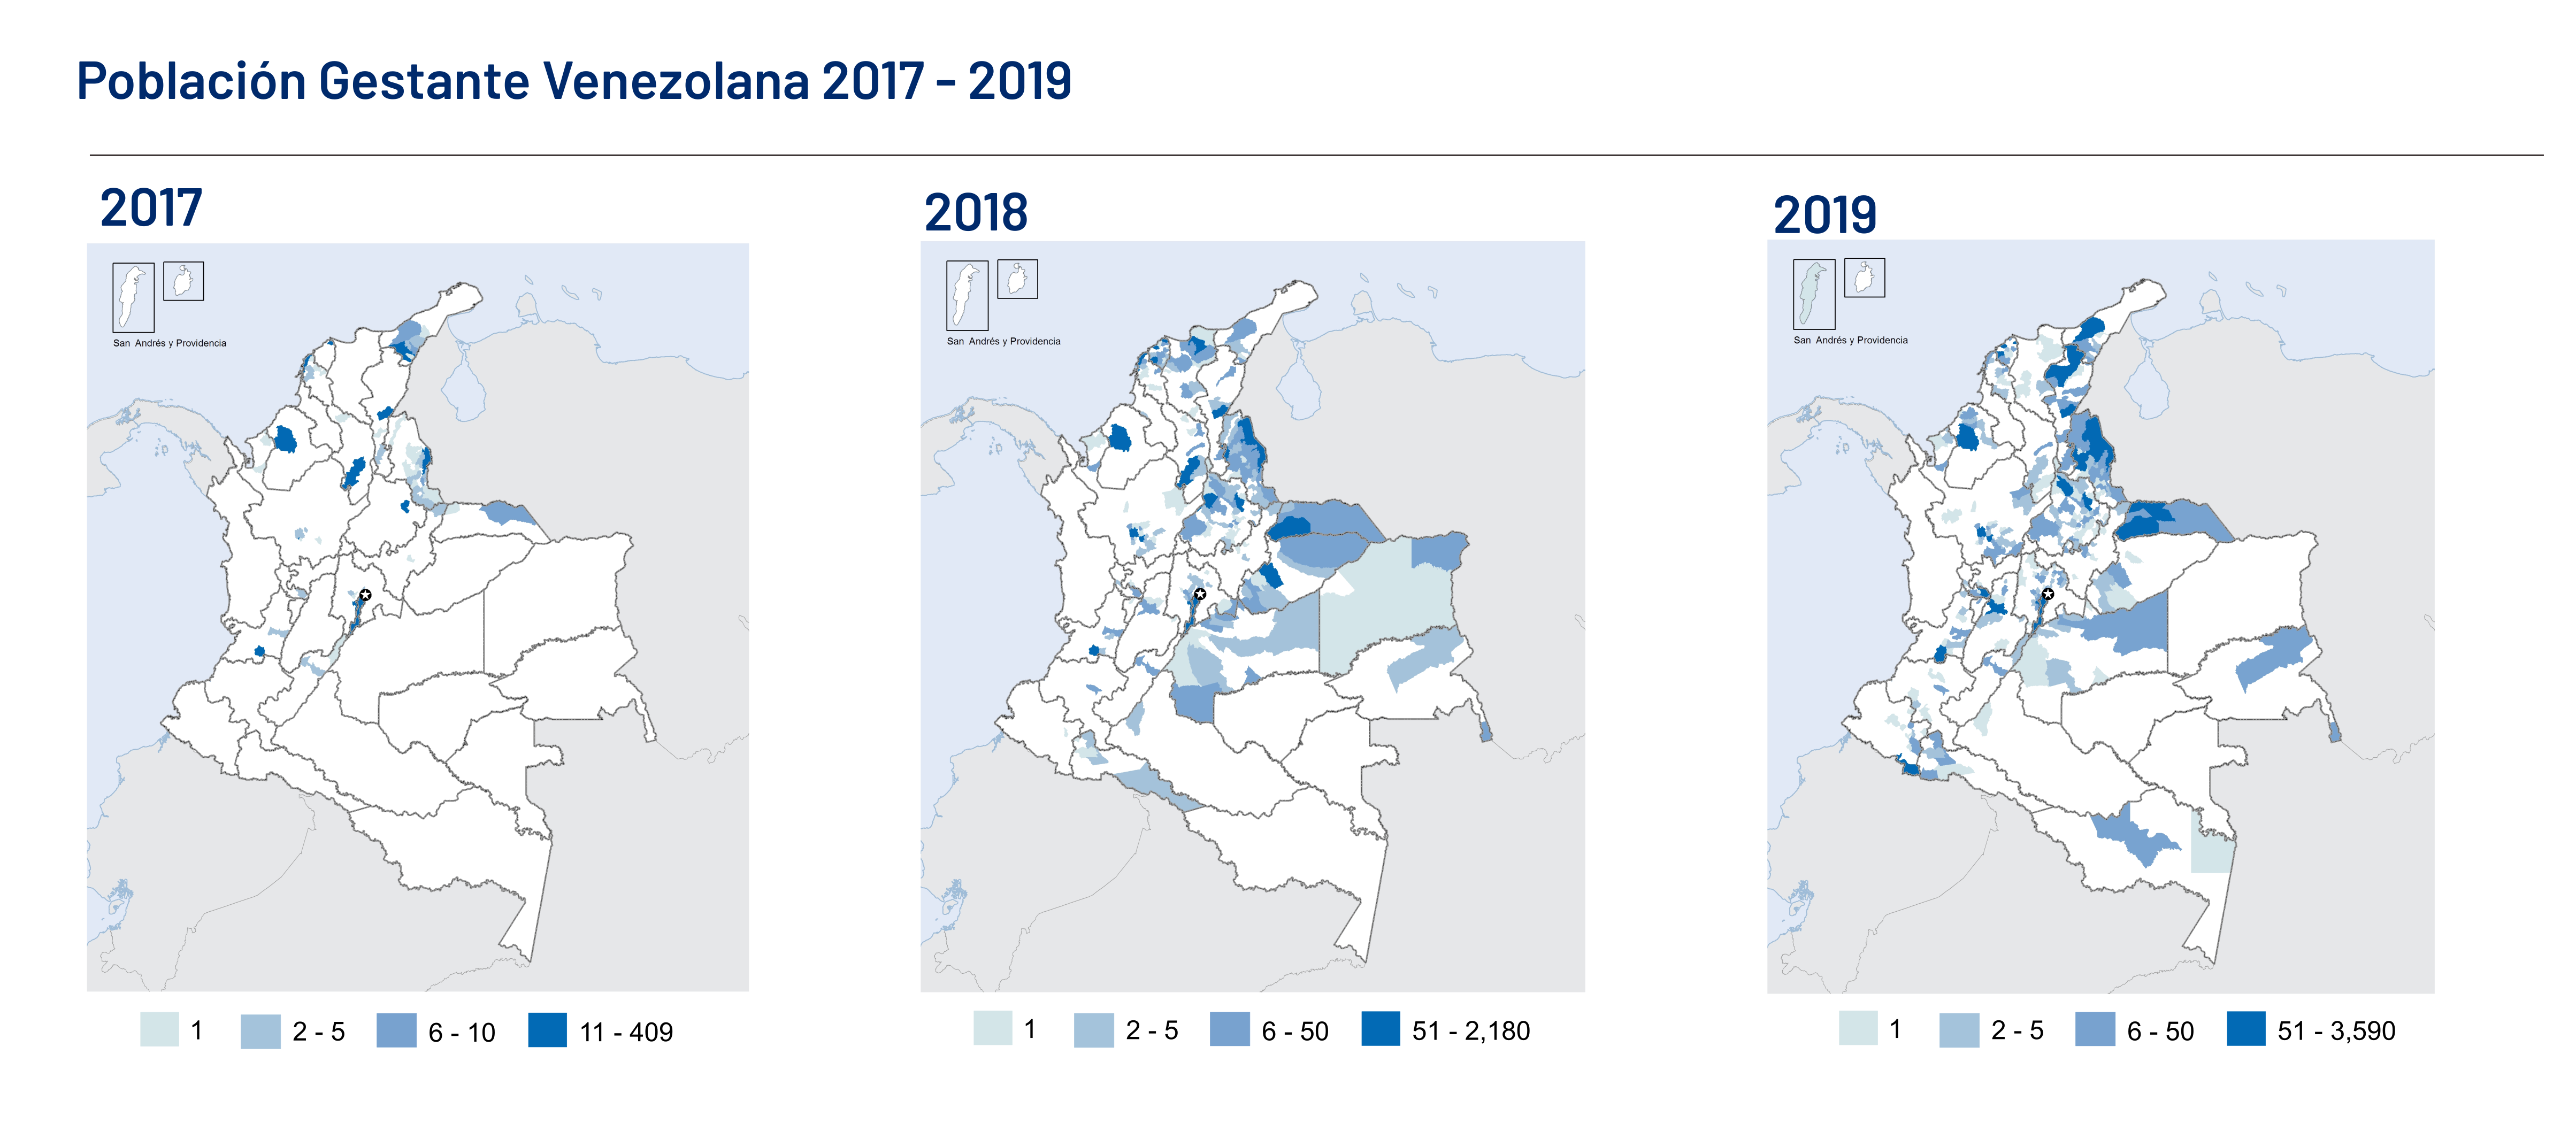 Población Gestante Venezolana 2017 - 2019
2017
San Andrés y Providencia
1
2 - 5
6 - 10
11 - 409
2018
San Andrés y Providencia
1
2 - 5
6 - 50
51 - 2,180
2019
San Andrés y Providencia
1
2 - 5
6 - 50
51 - 3,590